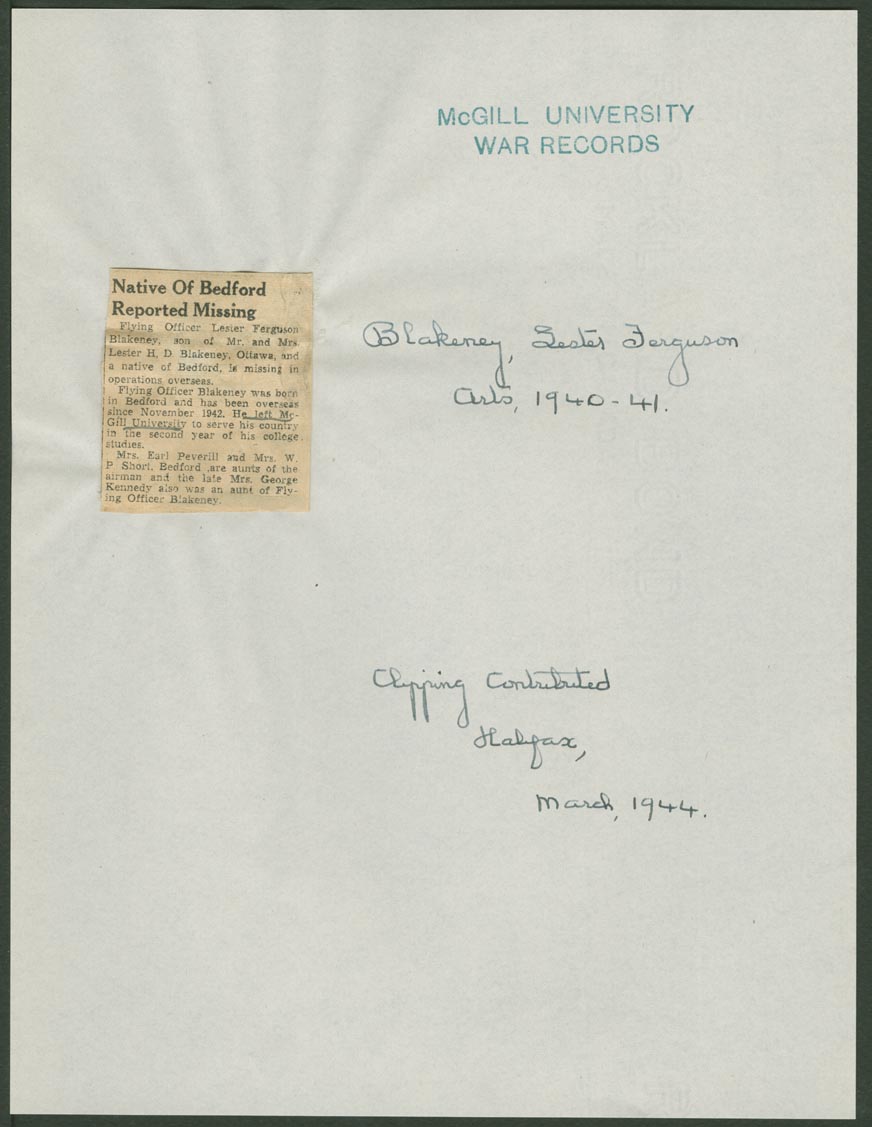 McGILL UNIVERSITY
WAR RECORDS
Native Of Bedford
Reported Missing
Flying Officer Lester Ferguson
Blakeney, son of Mr. and Mrs.
Lester H. D. Blakeney, Ottawa, and
a native of Bedford, is missing in
operations overseas.
Flying Officer Blakeney was born
in Bedford and has been overseas
since November 1942. He left Mc-
Gill University to serve his country
in the second year of his college
studies.
Mrs. Earl Peverill and Mrs. W.
P Short, Bedford ,are aunts of the
airman and the late Mrs. George
Kennedy also was an aunt of Fly-
ing Officer Blakeney.
Blakeney, Lester Ferguson
Arts, 1940-41.
Clipping Contributed
Halifax,
March, 1944.